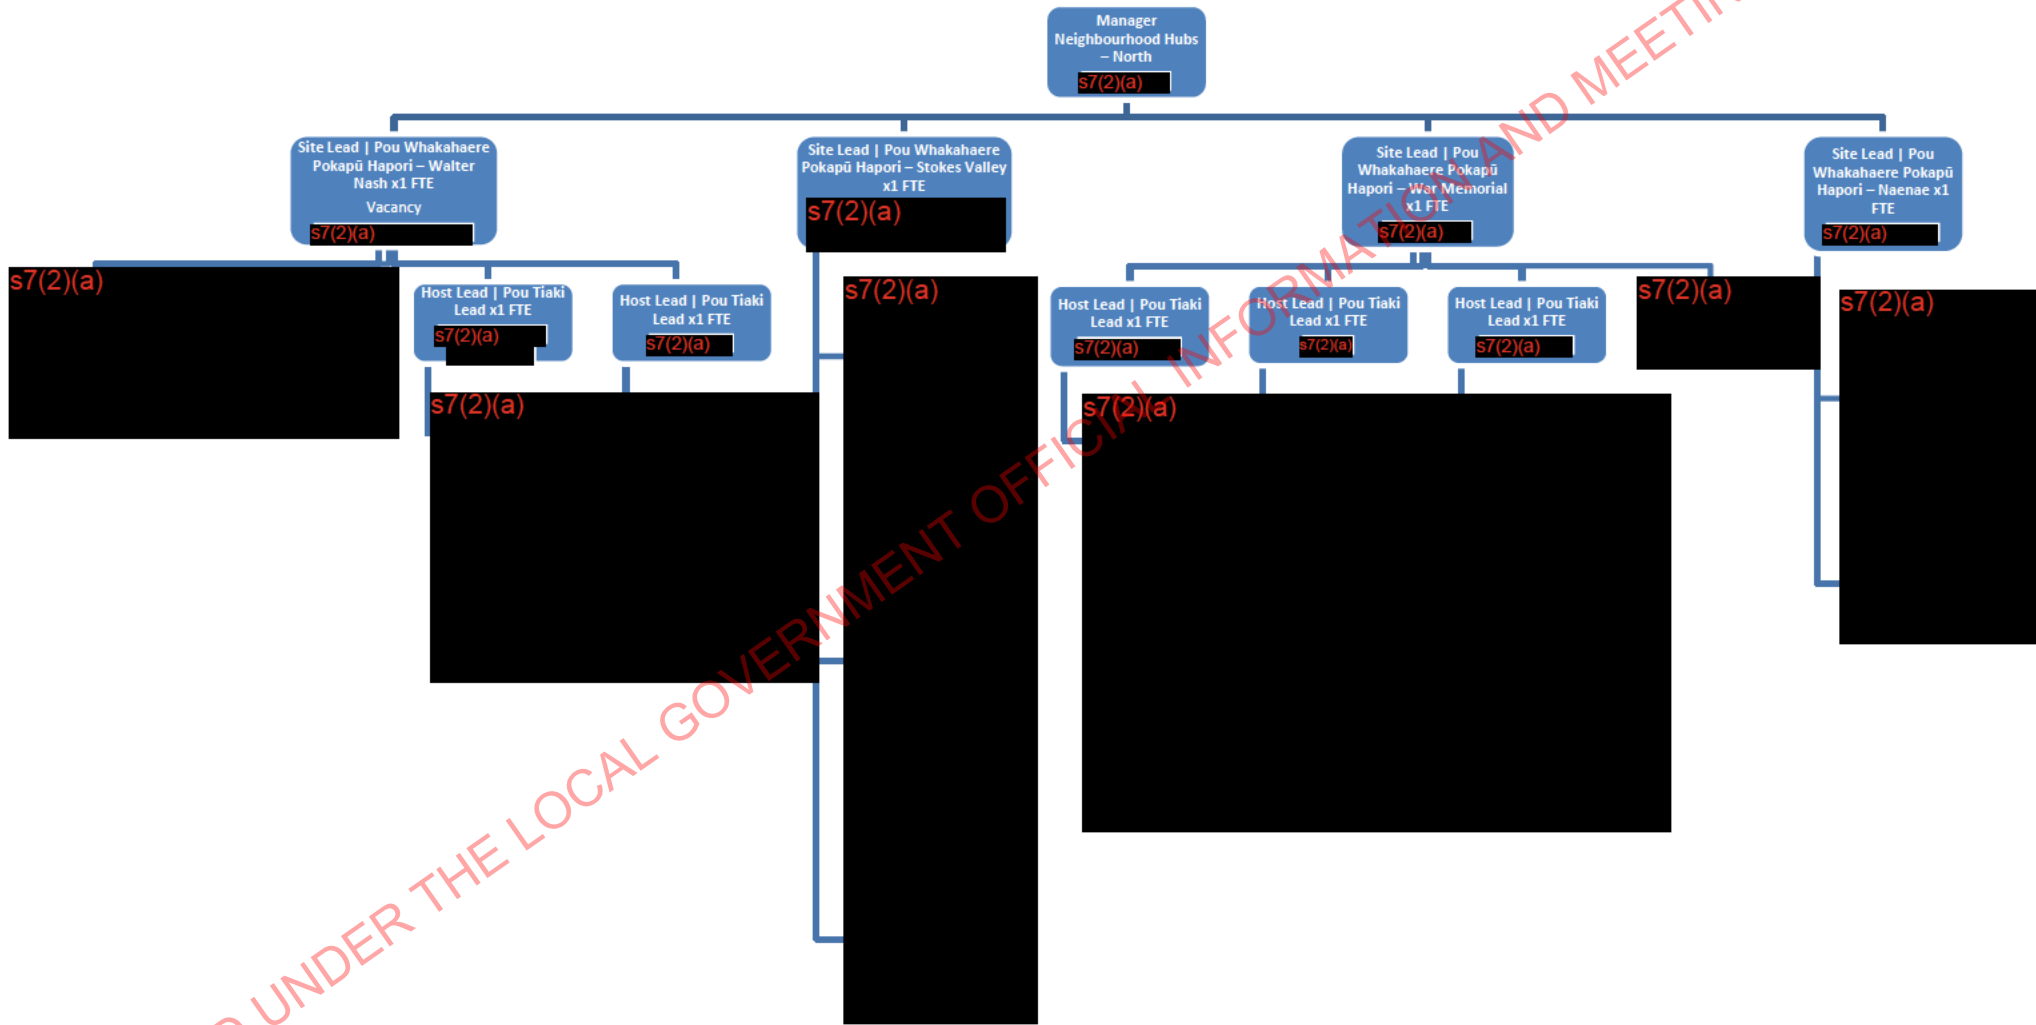 Manager
Neighbourhood Hubs
– North
s7(2)(a)
Site Lead | Pou Whakahaere
Pokapū Hapori – Walter
Nash x1 FTE
Vacancy
s7(2)(a)
Site Lead | Pou Whakahaere
Pokapū Hapori – Stokes Valley
x1 FTE
s7(2)(a)
Site Lead | Pou
Whakahaere Pokapū
Hapori – War Memorial
x1 FTE
s7(2)(a)
Site Lead | Pou
Whakahaere Pokapū
Hapori – Naenae x1
FTE
s7(2)(a)
s7(2)(a)
Host Lead | Pou Tiaki
Lead x1 FTE
s7(2)(a)
Host Lead | Pou Tiaki
Lead x1 FTE
s7(2)(a)
s7(2)(a)
s7(2)(a)
Host Lead | Pou Tiaki
Lead x1 FTE
s7(2)(a)
Host Lead | Pou Tiaki
Lead x1 FTE
s7(2)(a)
Host Lead | Pou Tiaki
Lead x1 FTE
s7(2)(a)
s7(2)(a)
s7(2)(a)
s7(2)(a)
UNDER THE LOCAL GOVERNMENT OFFICIAL INFORMATION AND MEETIN